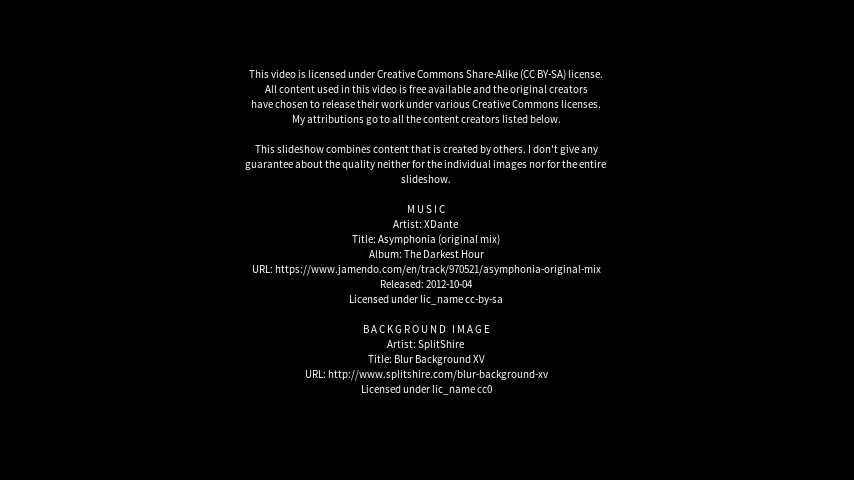 This video is licensed under Creative Commons Share-Alike (CC BY-SA) license.
All content used in this video is free available and the original creators
have chosen to release their work under various Creative Commons licenses.
My attributions go to all the content creators listed below.
This slideshow combines content that is created by others. I don't give any
guarantee about the quality neither for the individual images nor for the entire
slideshow.
MUSIC
Artist: XDante
Title: Asymphonia (original mix)
Album: The Darkest Hour
URL: https://www.jamendo.com/en/track/970521/asymphonia-original-mix
Released: 2012-10-04
Licensed under lic_name cc-by-sa
BACKGROUND IMAGE
Artist: SplitShire
Title: Blur Background XV
URL: http://www.splitshire.com/blur-background-xv
Licensed under lic_name cc0